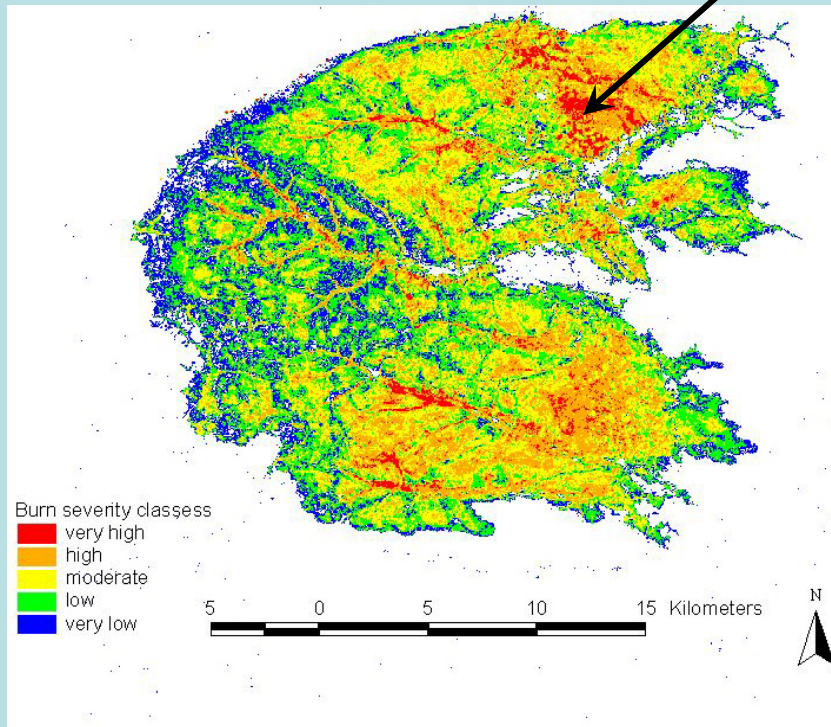 Burn severity classess
very high
high
moderate
low
very low
5 0 5 10 15 Kilometers
N